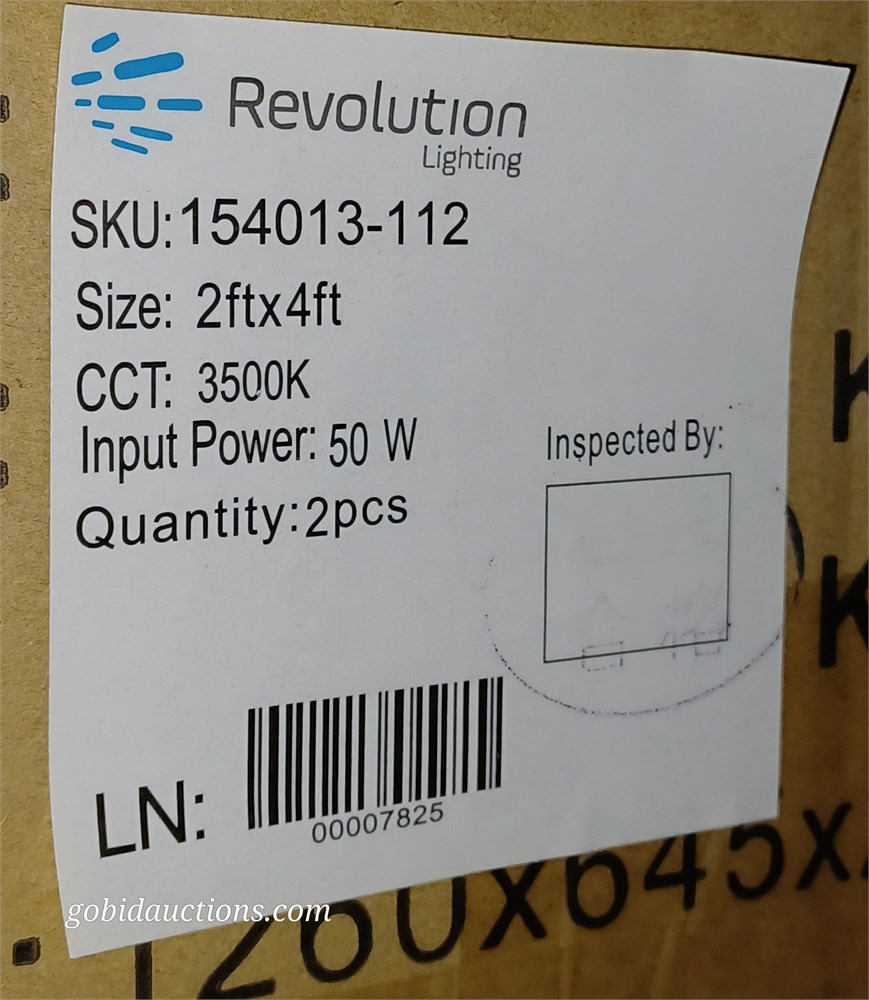 Revolution
Lighting
SKU:154013-112
Size: 2ftx4ft
CCT: 3500K
Input Power: 50 W
Quantity:2pcs
Inspected By:
LN:
00007825
gobidauctions.com
K
K
1260x645x